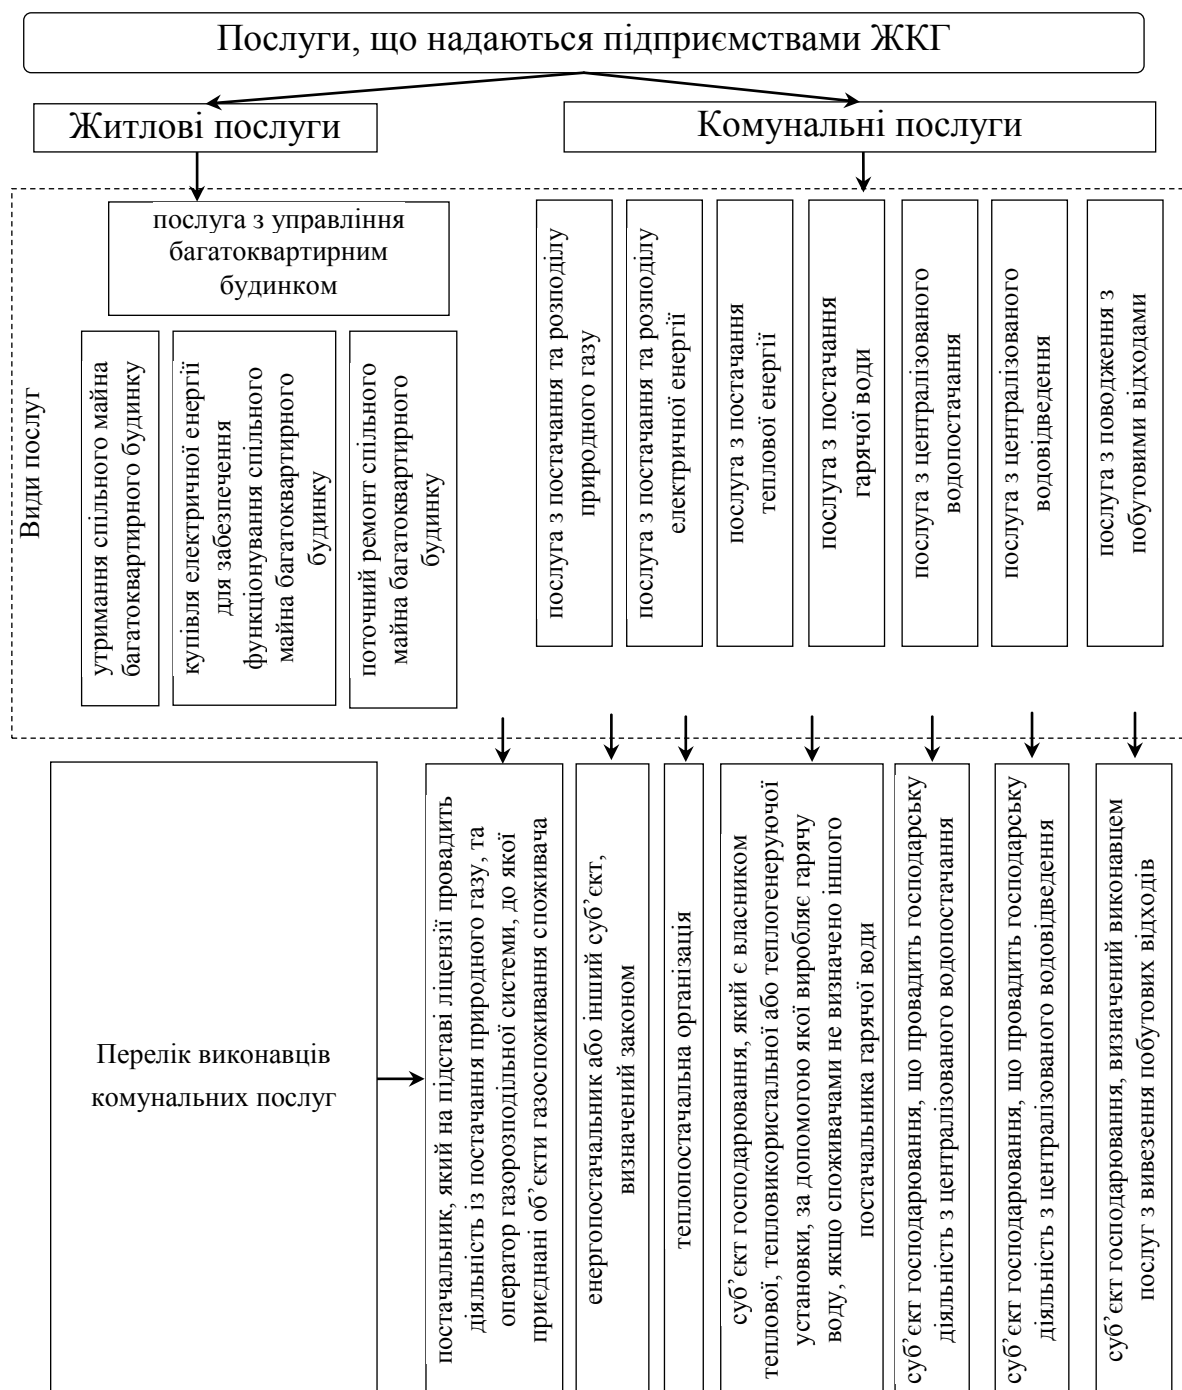 Послуги, що надаються підприємствами ЖКГ
Житлові послуги
Комунальні послуги
Види послуг
послуга з управління
багатоквартирним
будинком
утримання спільного майна
багатоквартирного будинку
купівля електричної енергії
для забезпечення
функціонування спільного
майна багатоквартирного
будинку
поточний ремонт спільного
майна багатоквартирного
будинку
послуга з постачання та розподілу
природного газу
послуга з постачання та розподілу
електричної енергії
послуга з постачання
теплової енергії
послуга з постачання
гарячої води
послуга з централізованого
водопостачання
послуга з централізованого
водовідведення
послуга з поводження з
побутовими відходами
Перелік виконавців
комунальних послуг
постачальник, який на підставі ліцензії провадить
діяльність із постачання природного газу, та
оператор газорозподільної системи, до якої
приєднані об’єкти газоспоживання споживача
енергопостачальник або інший суб’єкт,
визначений законом
теплопостачальна організація
суб’єкт господарювання, який є власником
теплової, тепловикористальної або теплогенеруючої
установки, за допомогою якої виробляє гарячу
воду, якщо споживачами не визначено іншого
постачальника гарячої води
суб’єкт господарювання, що провадить господарську
діяльність з централізованого водопостачання
суб’єкт господарювання, що провадить господарську
діяльність з централізованого водовідведення
суб’єкт господарювання, визначений виконавцем
послуг з вивезення побутових відходів